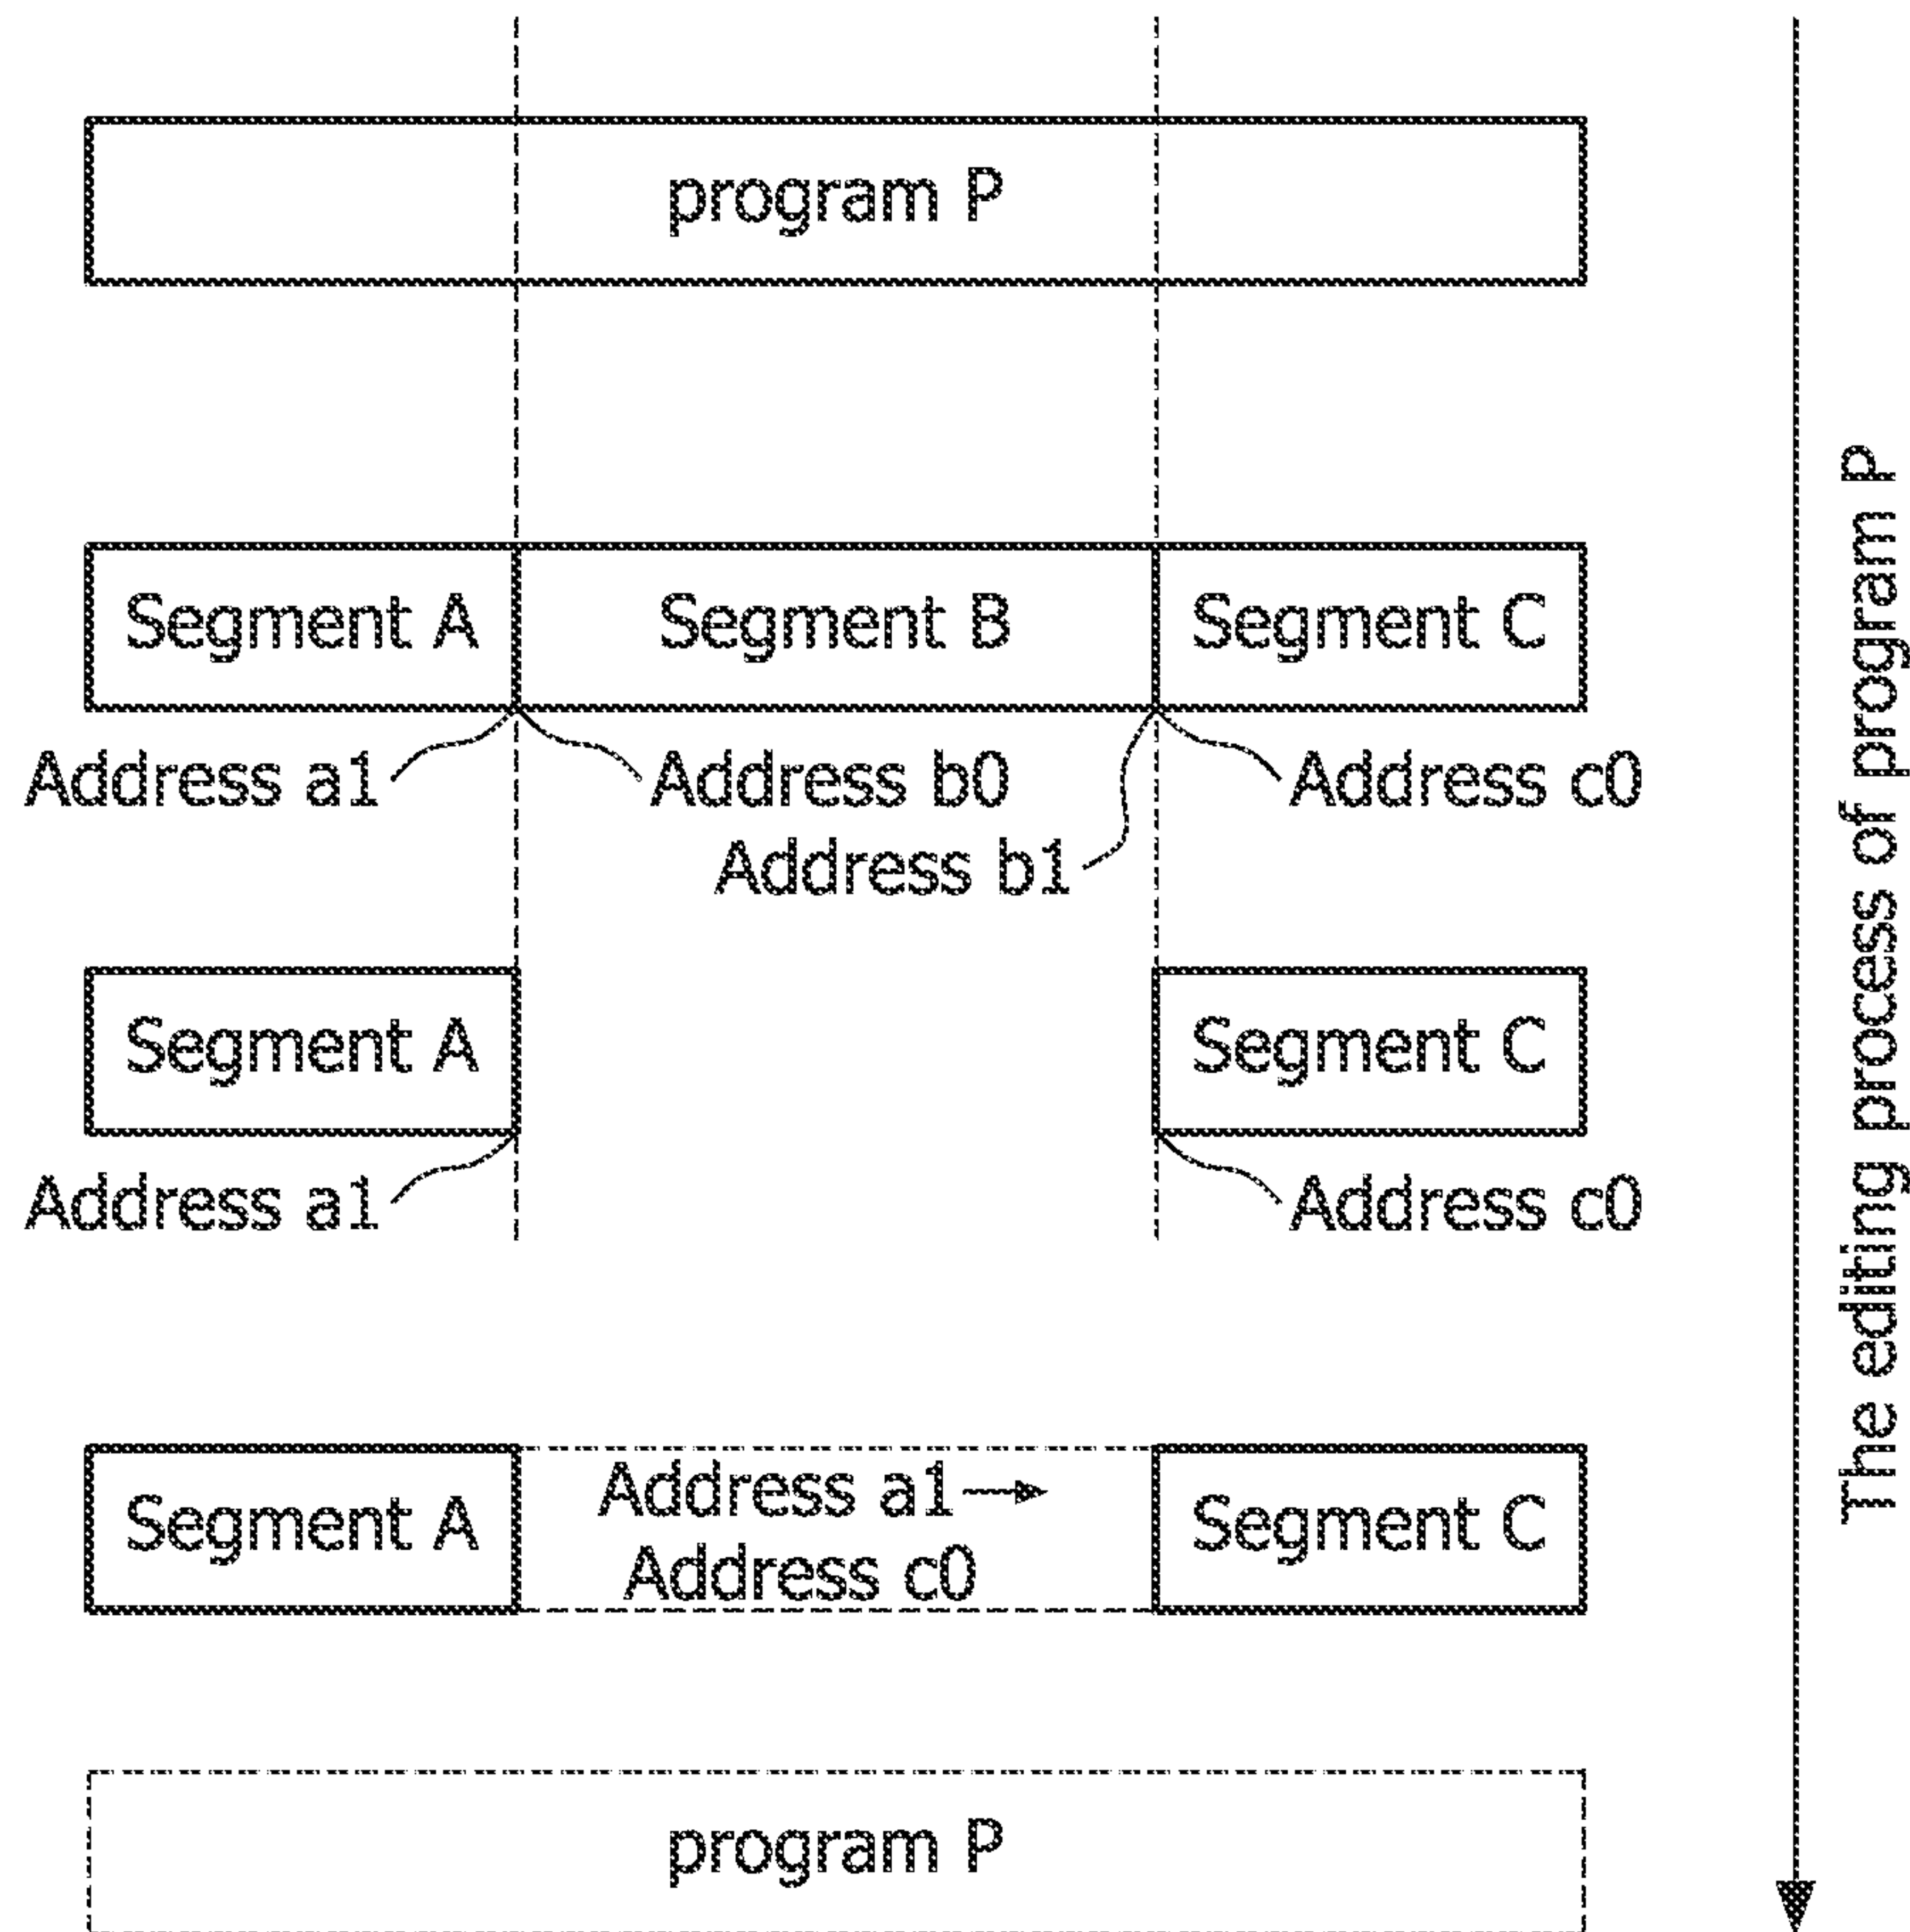 program P
Segment A Segment B Segment C
Address a1 Address b0 Address c0
Address b1
Segment A Segment C
Address a1 Address c0
Segment A Address a1 → Segment C
Address c0
program P
The editing process of program P